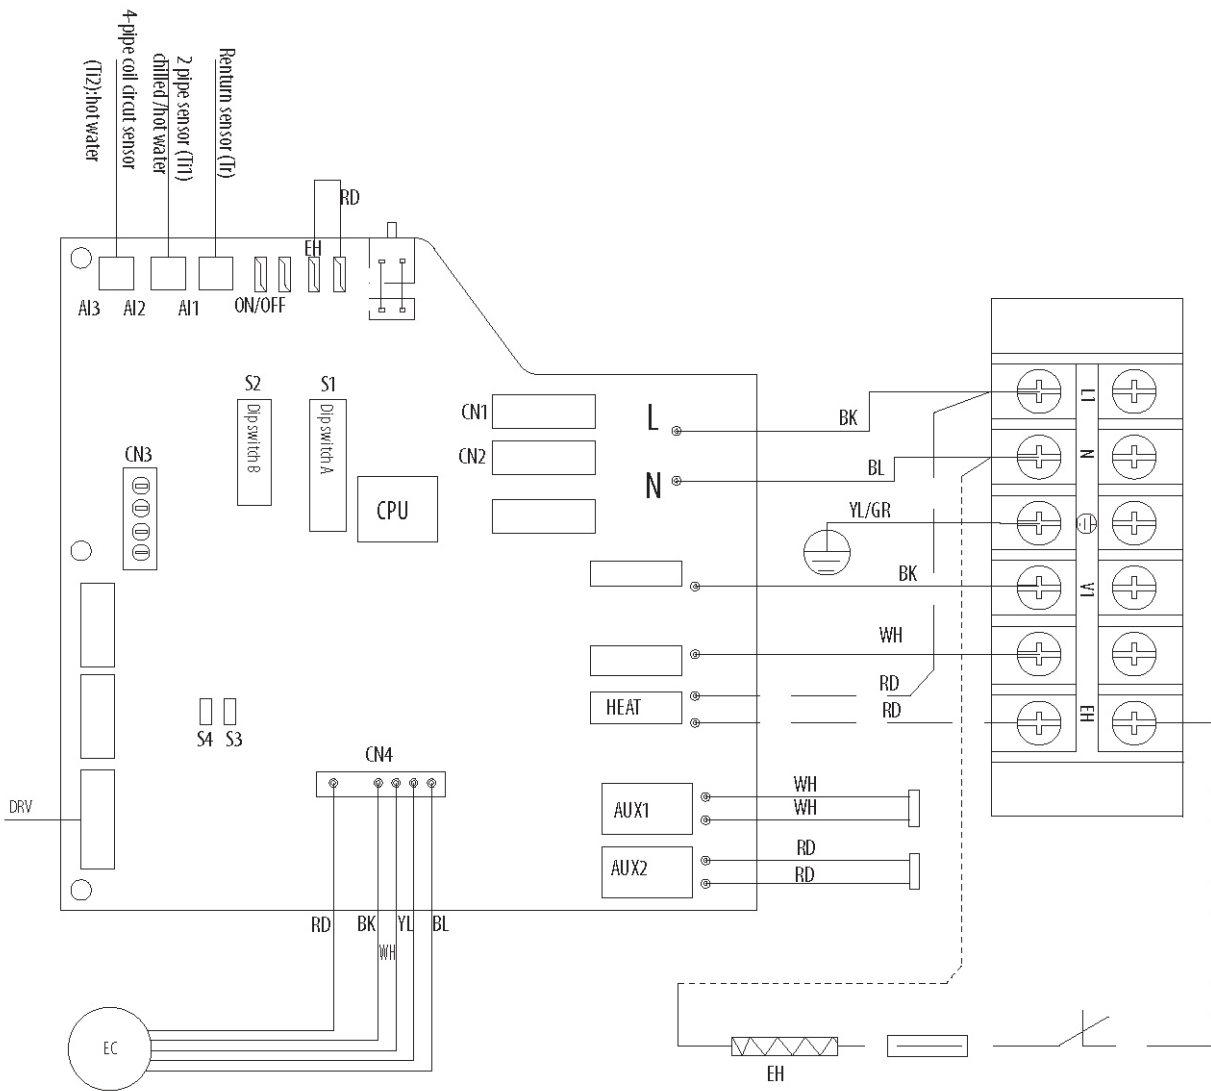 4-pipe coil circut sensor
(Ti2):hot water
2 pipe sensor (Ti1)
chilled /hot water
Renturn sensor (Tr)
RD
EH
AI3
AI2
AI1
ON/OFF
S2
S1
Dip switch B
Dip switch A
CN1
CN2
L
N
CN3
CPU
BK
BL
YL/GR
BK
WH
RD
RD
L1
N
V1
EH
HEAT
S4
S3
CN4
DRV
AUX1
WH
WH
AUX2
RD
RD
RD
BK
YL
BL
WH
EC
EH